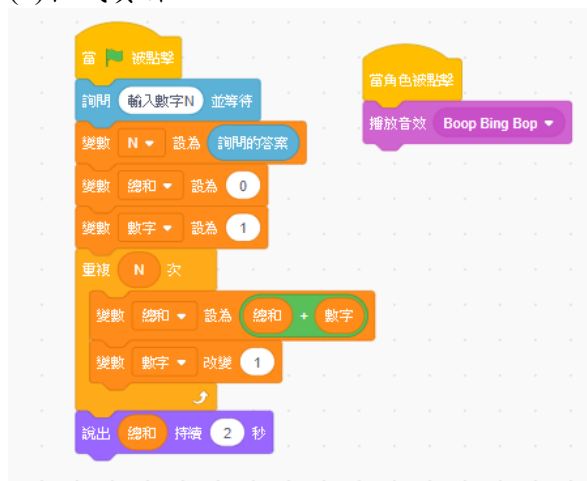 當 被點擊
詢問 輸入數字N 並等待
變數 N 設為 詢問的答案
變數 總和 設為 0
變數 數字 設為 1
重複 N 次
變數 總和 設為 總和 + 數字
變數 數字 改變 1
說出 總和 持續 2 秒
當角色被點擊
播放音效 Boop Bing Bop